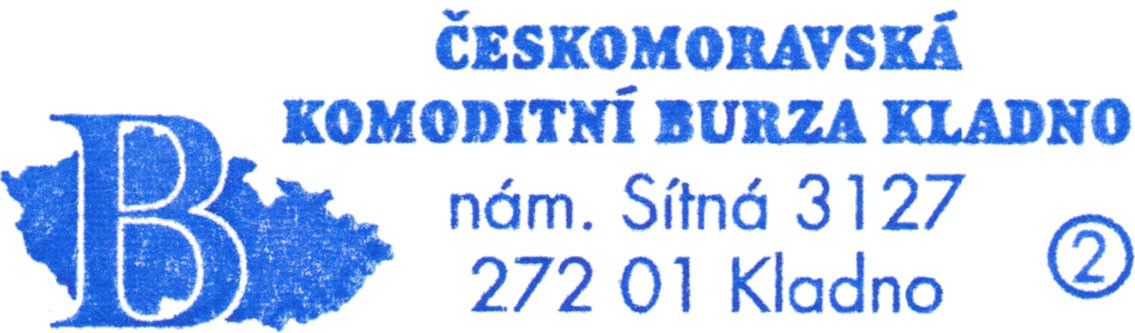 B
ČESKOMORAVSKÁ
KOMODITNÍ BURZA KLADNO
nám. Sítná 3127
272 01 Kladno
2